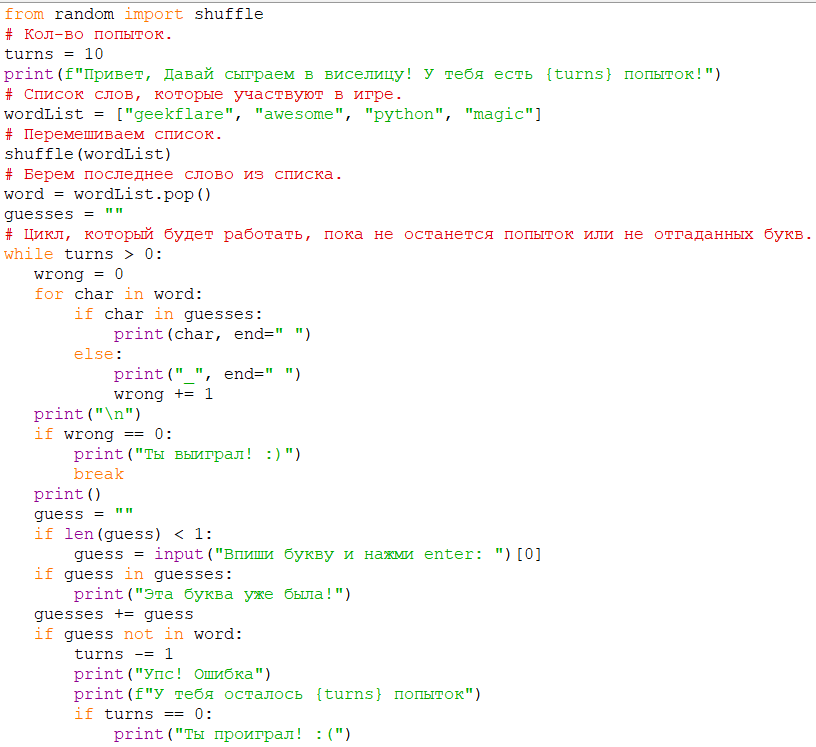 from random import shuffle
# Кол-во попыток.
turns = 10
print(f"Привет, Давай сыграем в виселицу! У тебя есть {turns} попыток!")
# Список слов, которые участвуют в игре.
wordList = ["geekflare", "awesome", "python", "magic"]
# Перемешиваем список.
shuffle(wordList)
# Берем последнее слово из списка.
word = wordList.pop()
guesses = ""
# Цикл, который будет работать, пока не останется попыток или не отгаданных букв.
while turns > 0:
   wrong = 0
   for char in word:
       if char in guesses:
           print(char, end=" ")
       else:
           print("_", end=" ")
           wrong += 1
   print("\n")
   if wrong == 0:
       print("Ты выиграл! :)")
       break
   print()
   guess = ""
   if len(guess) < 1:
       guess = input("Впиши букву и нажми enter: ")[0]
   if guess in guesses:
       print("Эта буква уже была!")
   guesses += guess
   if guess not in word:
       turns -= 1
       print("Упс! Ошибка")
       print(f"У тебя осталось {turns} попыток")
       if turns == 0:
           print("Ты проиграл! :(")